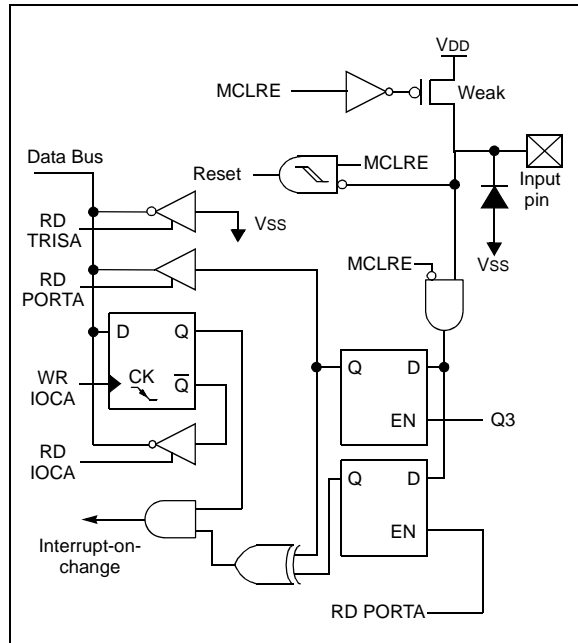 VDD
MCLRE
Weak
Data Bus
Reset
MCLRE
Input
pin
RD
TRISA
VSS
VSS
RD
PORTA
MCLRE
D
Q
CK
Q̅
WR
IOCA
Q
D
EN
Q3
RD
IOCA
Q
D
EN
Interrupt-on-
change
RD PORTA